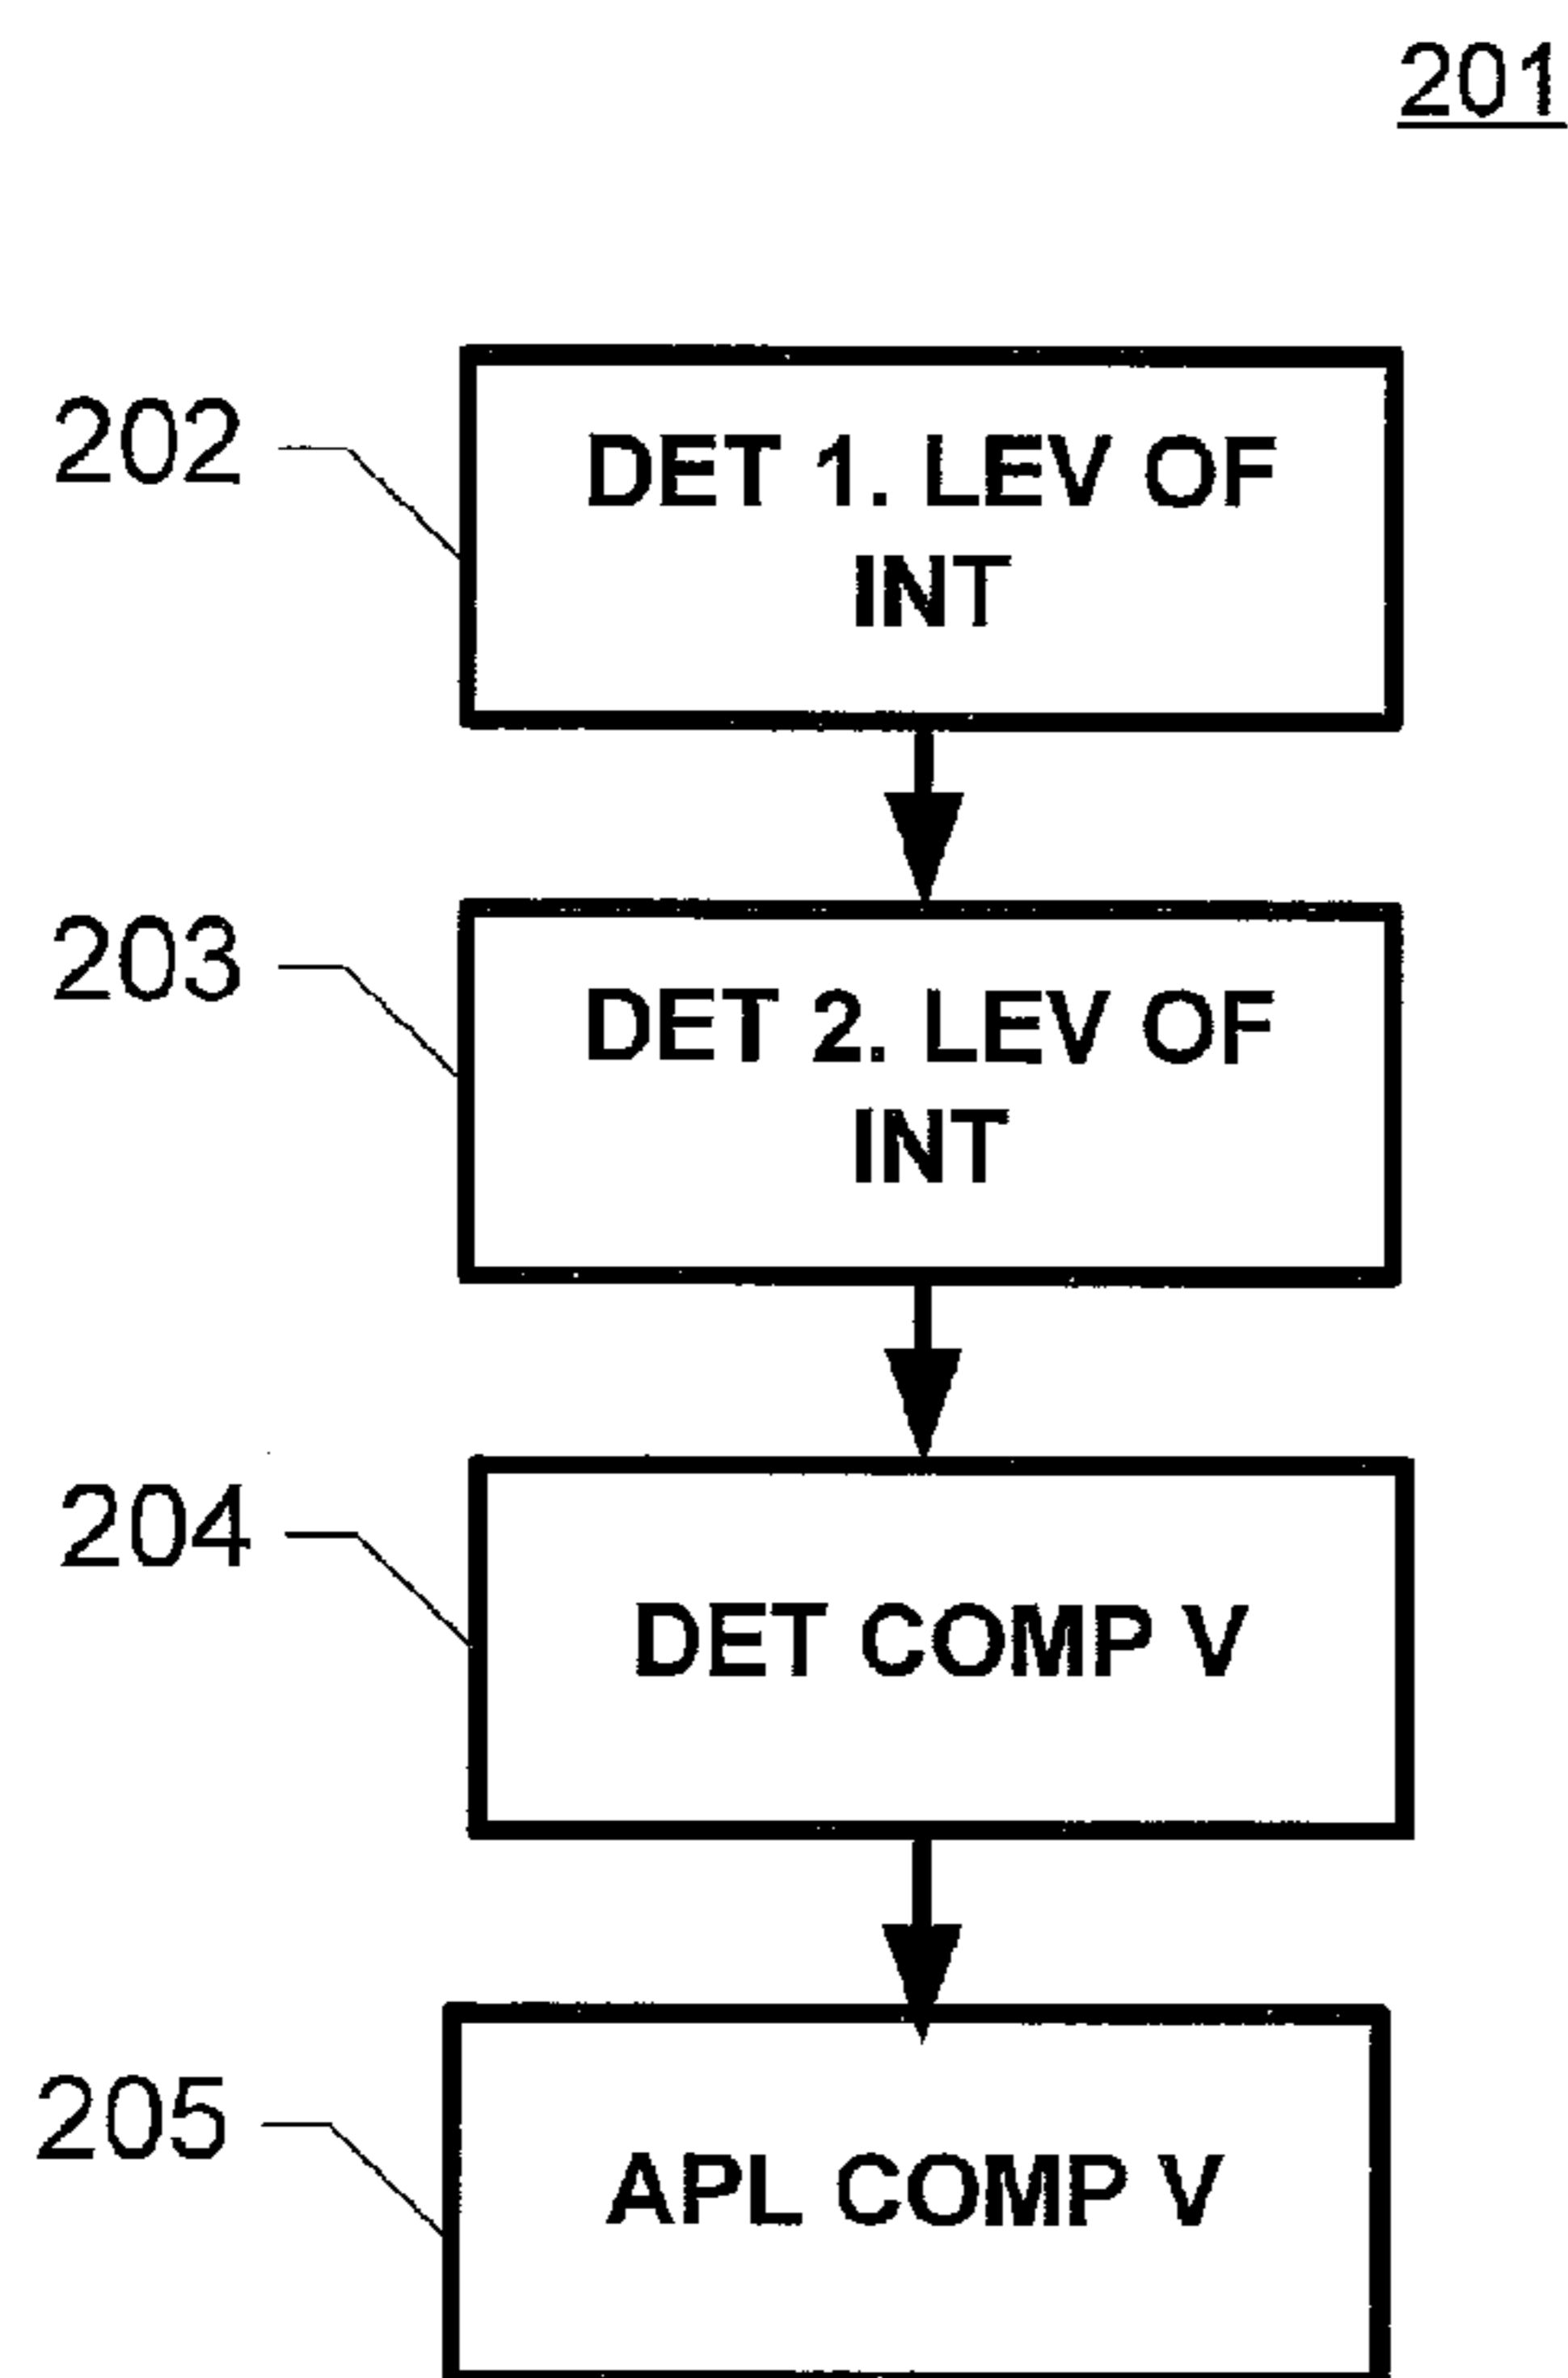 201
202
DET 1. LEV OF
INT
203
DET 2. LEV OF
INT
204
DET COMP V
205
APL COMP V